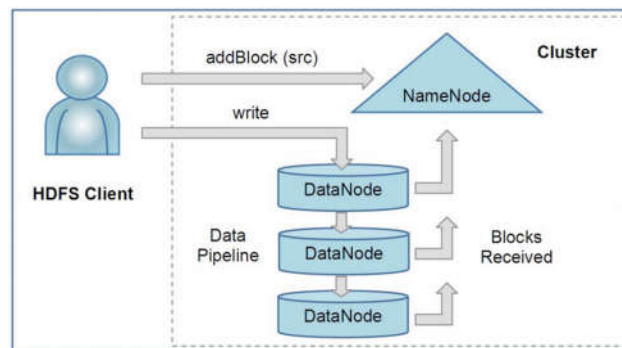 addBlock (src)
Cluster
NameNode
write
HDFS Client
DataNode
Data
Pipeline
DataNode
Blocks
Received
DataNode